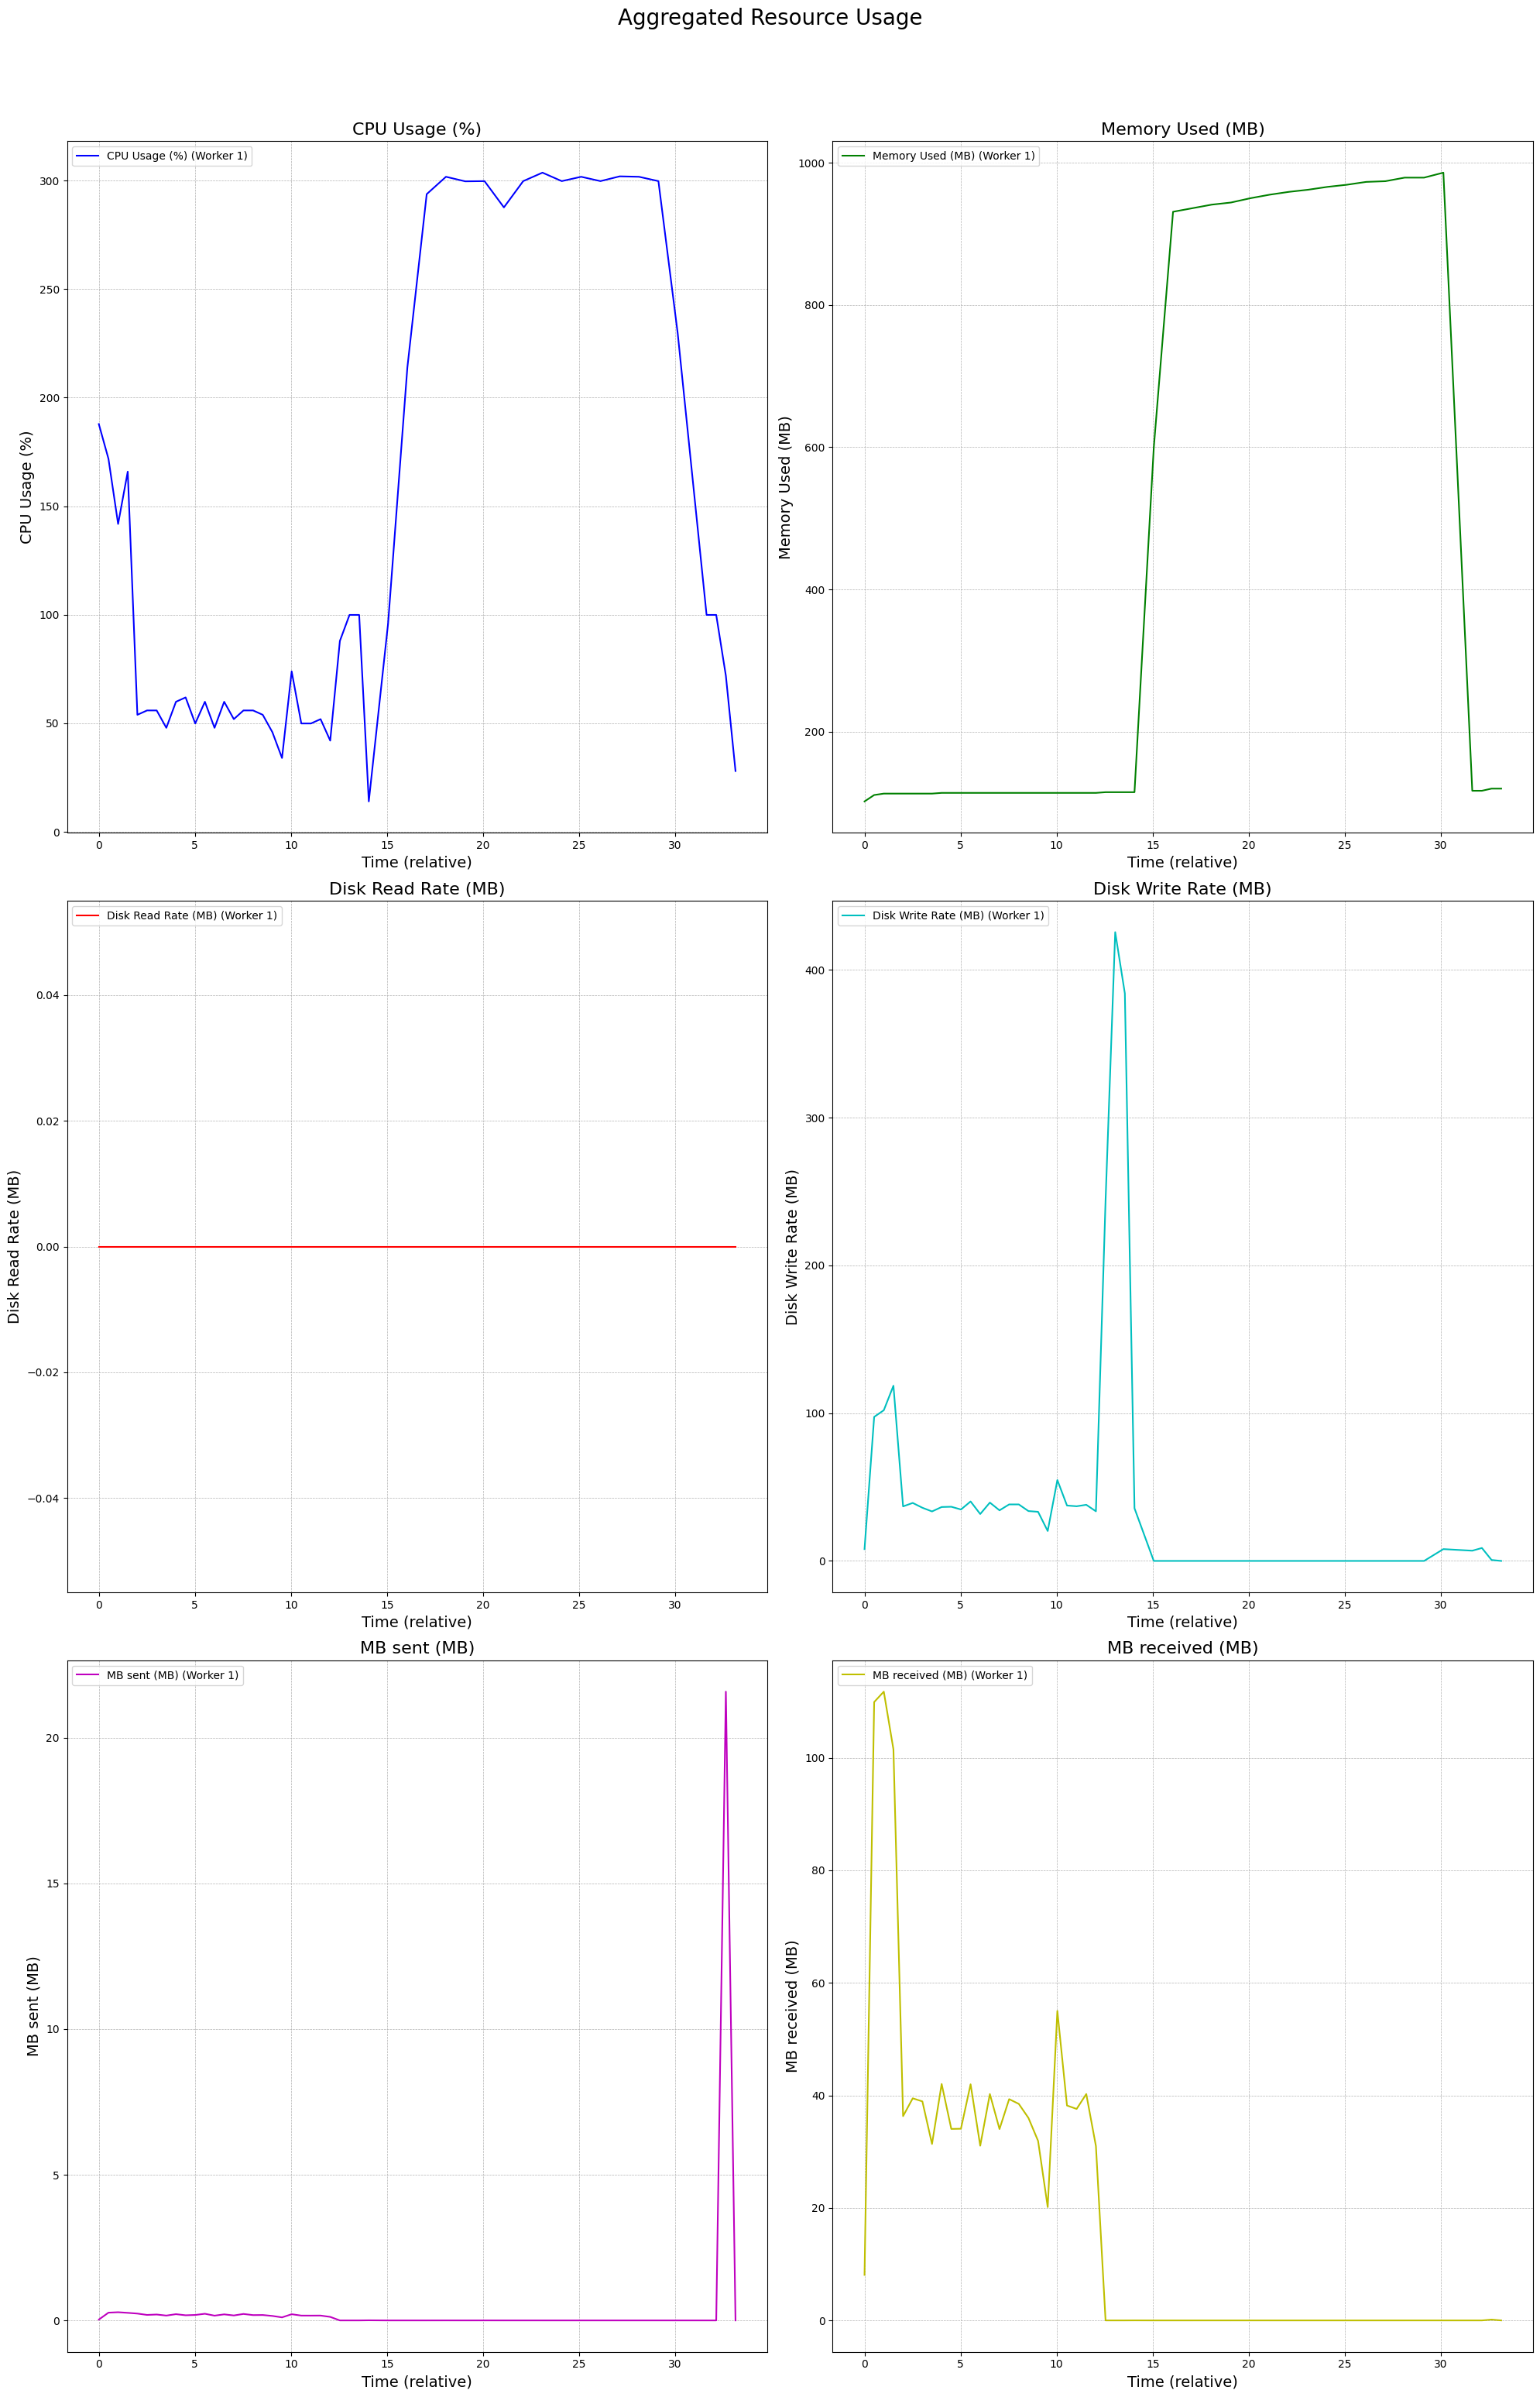 Aggregated Resource Usage
CPU Usage (%)
CPU Usage (%) (Worker 1)
CPU Usage (%)
300
250
200
150
100
50
0
0 5 10 15 20 25 30
Time (relative)
Memory Used (MB)
Memory Used (MB) (Worker 1)
Memory Used (MB)
1000
800
600
400
200
0 5 10 15 20 25 30
Time (relative)
Disk Read Rate (MB)
Disk Read Rate (MB) (Worker 1)
Disk Read Rate (MB)
0.04
0.02
0.00
−0.02
−0.04
0 5 10 15 20 25 30
Time (relative)
Disk Write Rate (MB)
Disk Write Rate (MB) (Worker 1)
Disk Write Rate (MB)
400
300
200
100
0
0 5 10 15 20 25 30
Time (relative)
MB sent (MB)
MB sent (MB) (Worker 1)
MB sent (MB)
20
15
10
5
0
0 5 10 15 20 25 30
Time (relative)
MB received (MB)
MB received (MB) (Worker 1)
MB received (MB)
100
80
60
40
20
0
0 5 10 15 20 25 30
Time (relative)